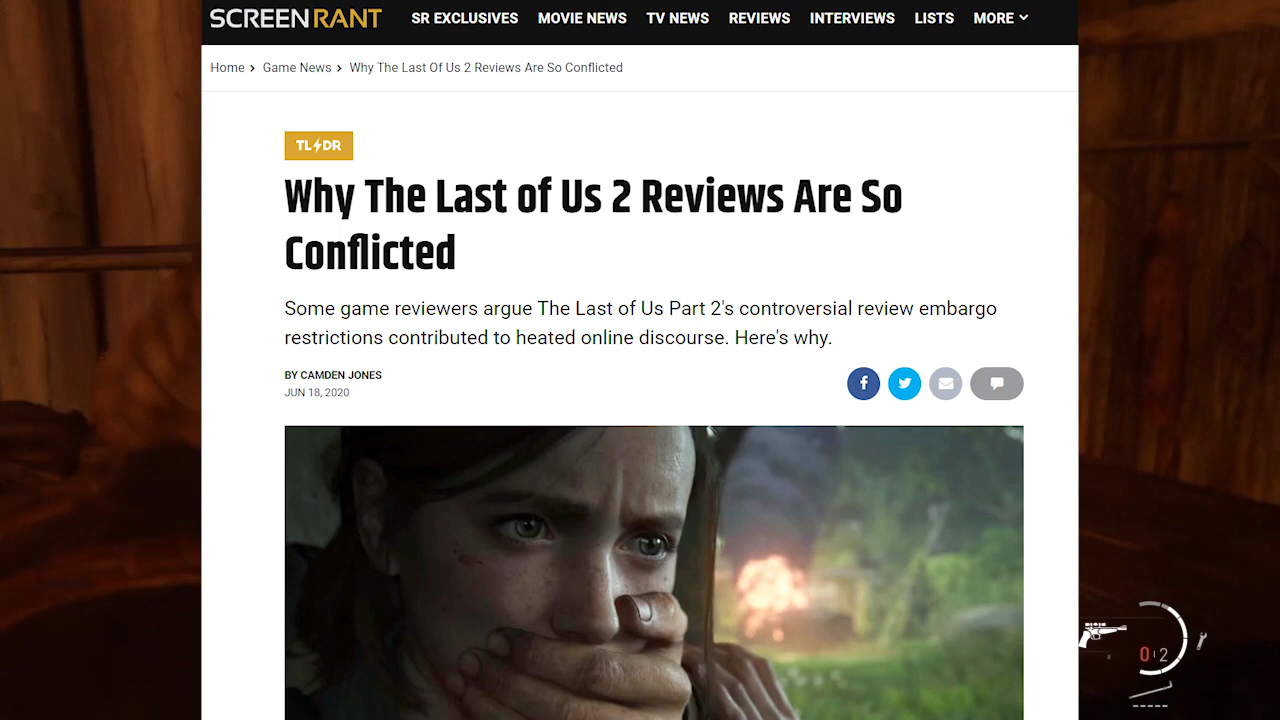 SCREENRANT SR EXCLUSIVES MOVIE NEWS TV NEWS REVIEWS INTERVIEWS LISTS MORE
Home > Game News > Why The Last Of Us 2 Reviews Are So Conflicted
TL DR
Why The Last of Us 2 Reviews Are So
Conflicted
Some game reviewers argue The Last of Us Part 2's controversial review embargo
restrictions contributed to heated online discourse. Here's why.
BY CAMDEN JONES
JUN 18, 2020
0 2